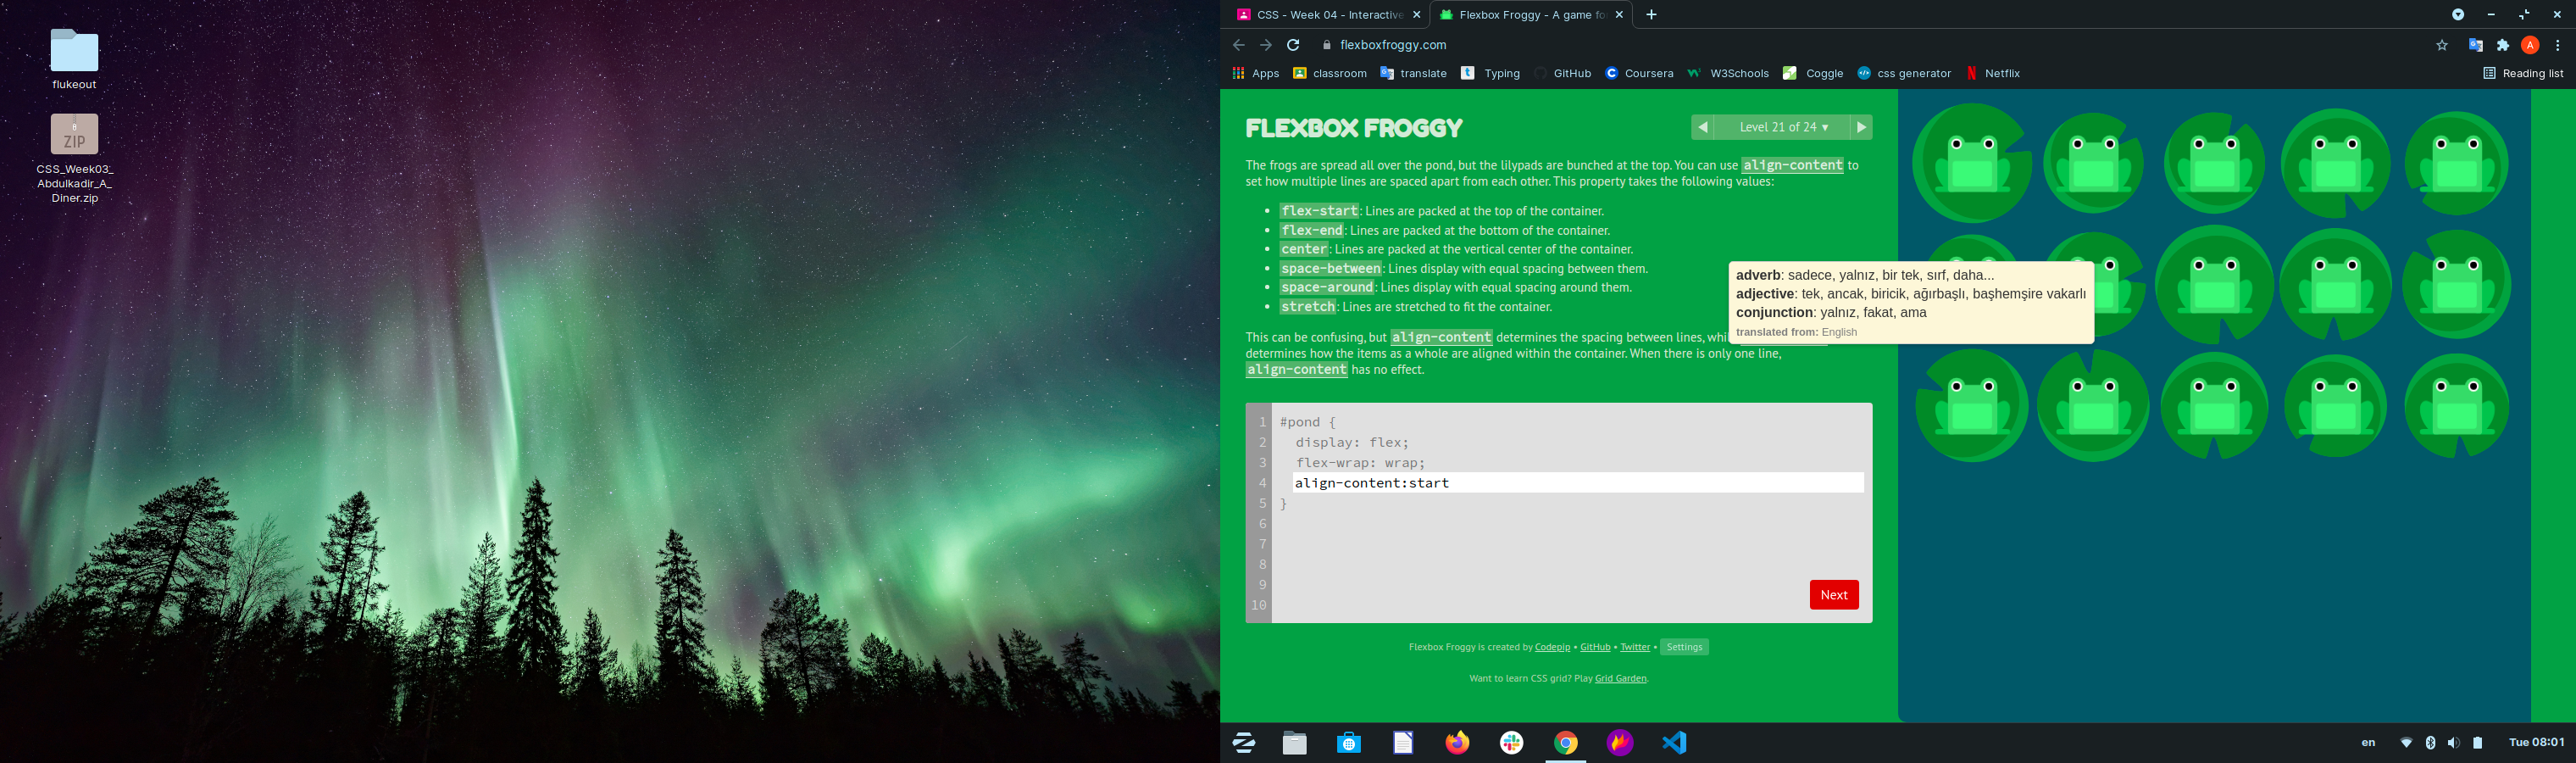 flukeout
ZIP
CSS_Week03_
Abdulkadir_A_
Diner.zip
CSS - Week 04 - Interactive
Flexbox Froggy - A game fo
flexboxfroggy.com
A
Apps
classroom
translate
Typing
GitHub
Coursera
W3Schools
Coggle
css generator
Netflix
Reading list
FLEXBOX FROGGY
Level 21 of 24 ▼
The frogs are spread all over the pond, but the lilypads are bunched at the top. You can use align-content to
set how multiple lines are spaced apart from each other. This property takes the following values:
• flex-start: Lines are packed at the top of the container.
• flex-end: Lines are packed at the bottom of the container.
• center: Lines are packed at the vertical center of the container.
• space-between: Lines display with equal spacing between them.
• space-around: Lines display with equal spacing around them.
• stretch: Lines are stretched to fit the container.
adverb: sadece, yalnız, bir tek, sırf, daha...
adjective: tek, ancak, biricik, ağırbaşlı, başhemşire vakarlı
conjunction: yalnız, fakat, ama
translated from: English
This can be confusing, but align-content determines the spacing between lines, whil
determines how the items as a whole are aligned within the container. When there is only one line,
align-content has no effect.
1 #pond {
2 display: flex;
3 flex-wrap: wrap;
4 align-content:start
5 }
6
7
8
9
10
Next
Flexbox Froggy is created by Codepip • GitHub • Twitter • Settings
Want to learn CSS grid? Play Grid Garden.
en
Tue 08:01